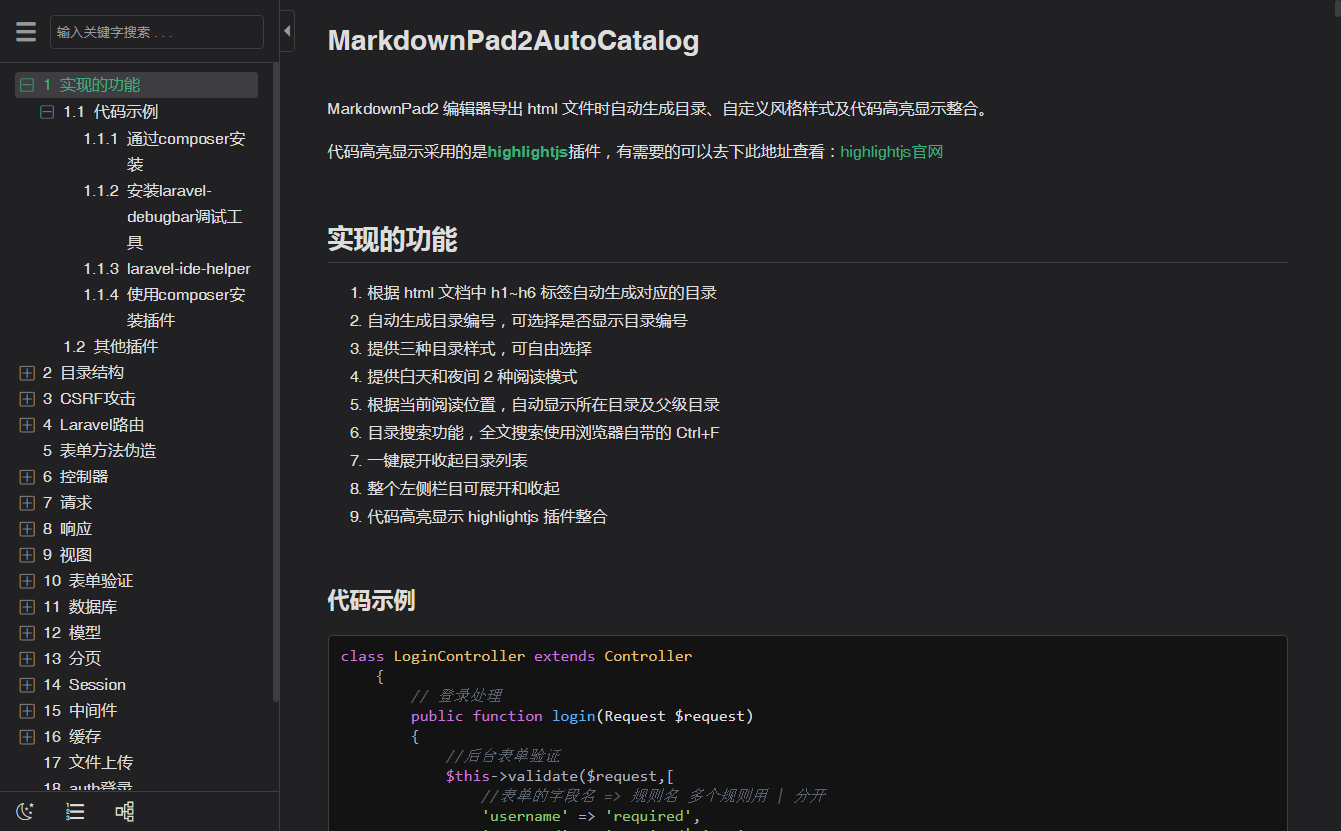 输入关键字搜索 . . .
1 实现的功能
1.1 代码示例
1.1.1 通过composer安
装
1.1.2 安装laravel-
debugbar调试工
具
1.1.3 laravel-ide-helper
1.1.4 使用composer安
装插件
1.2 其他插件
2 目录结构
3 CSRF攻击
4 Laravel路由
5 表单方法伪造
6 控制器
7 请求
8 响应
9 视图
10 表单验证
11 数据库
12 模型
13 分页
14 Session
15 中间件
16 缓存
17 文件上传
18 auth登录
MarkdownPad2AutoCatalog
MarkdownPad2 编辑器导出 html 文件时自动生成目录、自定义风格样式及代码高亮显示整合。
代码高亮显示采用的是highlightjs插件，有需要的可以去下此地址查看：highlightjs官网
实现的功能
1. 根据 html 文档中 h1~h6 标签自动生成对应的目录
2. 自动生成目录编号，可选择是否显示目录编号
3. 提供三种目录样式，可自由选择
4. 提供白天和夜间 2 种阅读模式
5. 根据当前阅读位置，自动显示所在目录及父级目录
6. 目录搜索功能，全文搜索使用浏览器自带的 Ctrl+F
7. 一键展开收起目录列表
8. 整个左侧栏目可展开和收起
9. 代码高亮显示 highlightjs 插件整合
代码示例
class LoginController extends Controller
{
// 登录处理
public function login(Request $request)
{
//后台表单验证
$this->validate($request,[
//表单的字段名 => 规则名 多个规则用 | 分开
'username' => 'required',